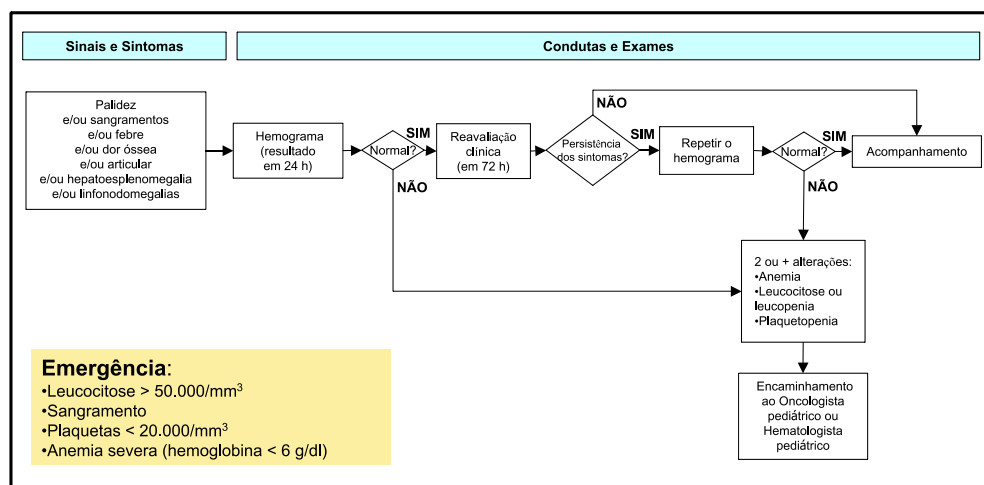 Sinais e Sintomas
Condutas e Exames
Palidez
e/ou sangramentos
e/ou febre
e/ou dor óssea
e/ou articular
e/ou hepatoesplenomegalia
e/ou linfonodomegalias
Hemograma
(resultado
em 24 h)
Normal?
SIM
NÃO
Reavaliação
clínica
(em 72 h)
Persistência
dos sintomas?
NÃO
SIM
Repetir o
hemograma
Normal?
SIM
NÃO
Acompanhamento
2 ou + alterações:
•Anemia
•Leucocitose ou
leucopenia
•Plaquetopenia
Encaminhamento
ao Oncologista
pediátrico ou
Hematologista
pediátrico
Emergência:
•Leucocitose > 50.000/mm³
•Sangramento
•Plaquetas < 20.000/mm³
•Anemia severa (hemoglobina < 6 g/dl)